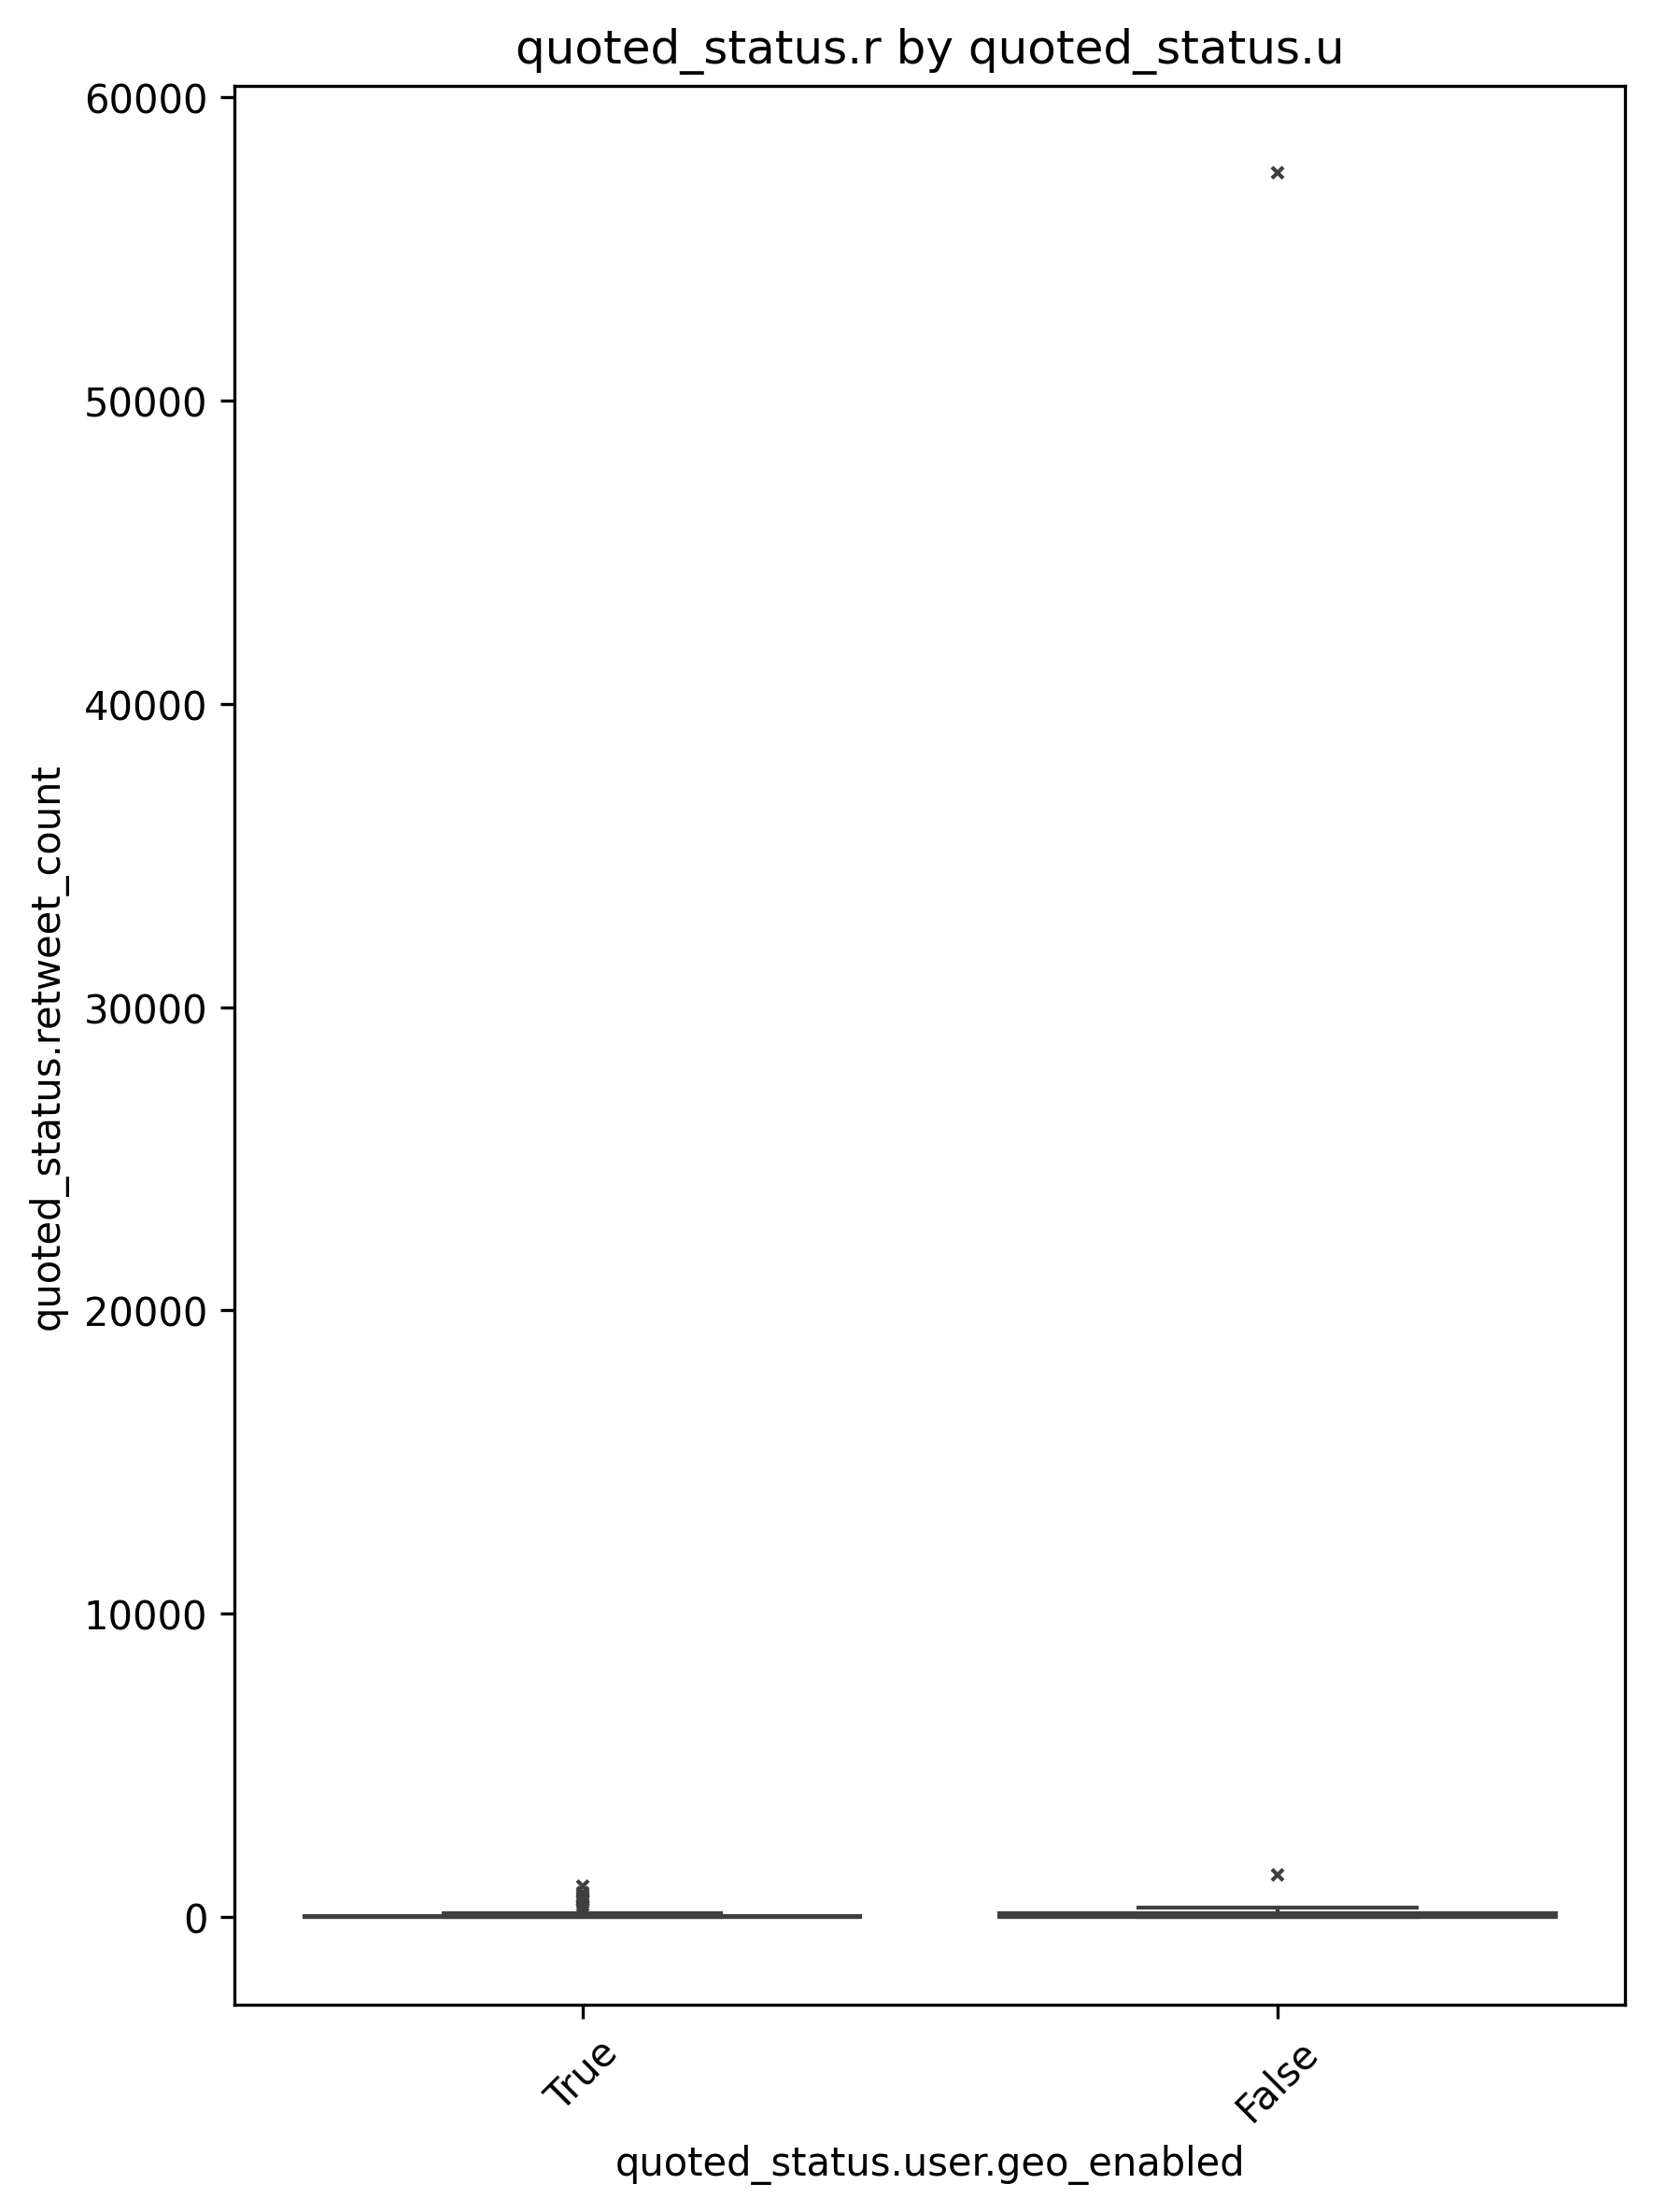 quoted_status.r by quoted_status.u
60000
50000
40000
30000
20000
10000
0
quoted_status.retweet_count
True
False
quoted_status.user.geo_enabled